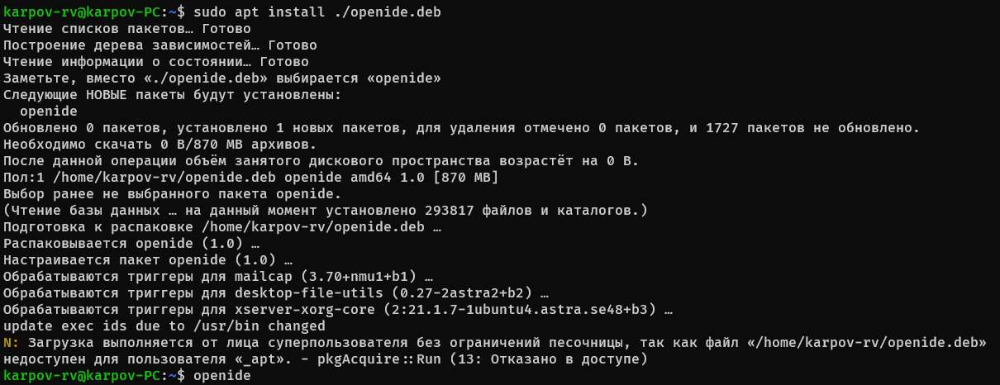 karpov-rv@karpov-PC:~$ sudo apt install ./openide.deb
Чтение списков пакетов… Готово
Построение дерева зависимостей… Готово
Чтение информации о состоянии… Готово
Заметьте, вместо «./openide.deb» выбирается «openide»
Следующие НОВЫЕ пакеты будут установлены:
  openide
Обновлено 0 пакетов, установлено 1 новых пакетов, для удаления отмечено 0 пакетов, и 1727 пакетов не обновлено.
Необходимо скачать 0 B/870 MB архивов.
После данной операции объём занятого дискового пространства возрастёт на 0 B.
Пол:1 /home/karpov-rv/openide.deb openide amd64 1.0 [870 MB]
Выбор ранее не выбранного пакета openide.
(Чтение базы данных … на данный момент установлено 293817 файлов и каталогов.)
Подготовка к распаковке /home/karpov-rv/openide.deb …
Распаковывается openide (1.0) …
Настраивается пакет openide (1.0) …
Обрабатываются триггеры для mailcap (3.70+nmu1+b1) …
Обрабатываются триггеры для desktop-file-utils (0.27-2astra2+b2) …
Обрабатываются триггеры для xserver-xorg-core (2:21.1.7-1ubuntu4.astra.se48+b3) …
update exec ids due to /usr/bin changed
N: Загрузка выполняется от лица суперпользователя без ограничений песочницы, так как файл «/home/karpov-rv/openide.deb»
недоступен для пользователя «_apt». - pkgAcquire::Run (13: Отказано в доступе)
karpov-rv@karpov-PC:~$ openide